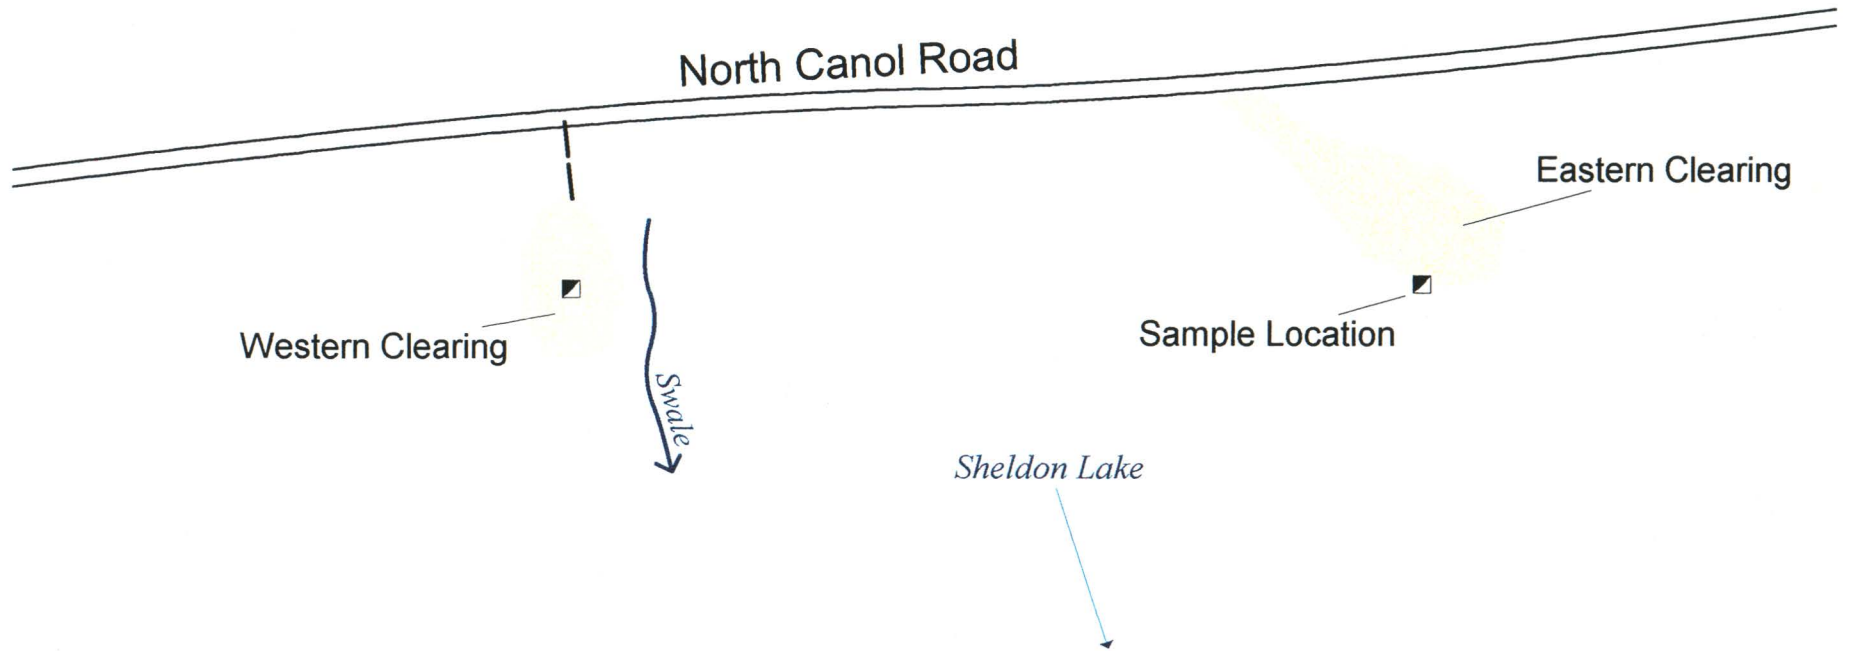 North Canol Road
Eastern Clearing
Western Clearing
Sample Location
Swale
Sheldon Lake